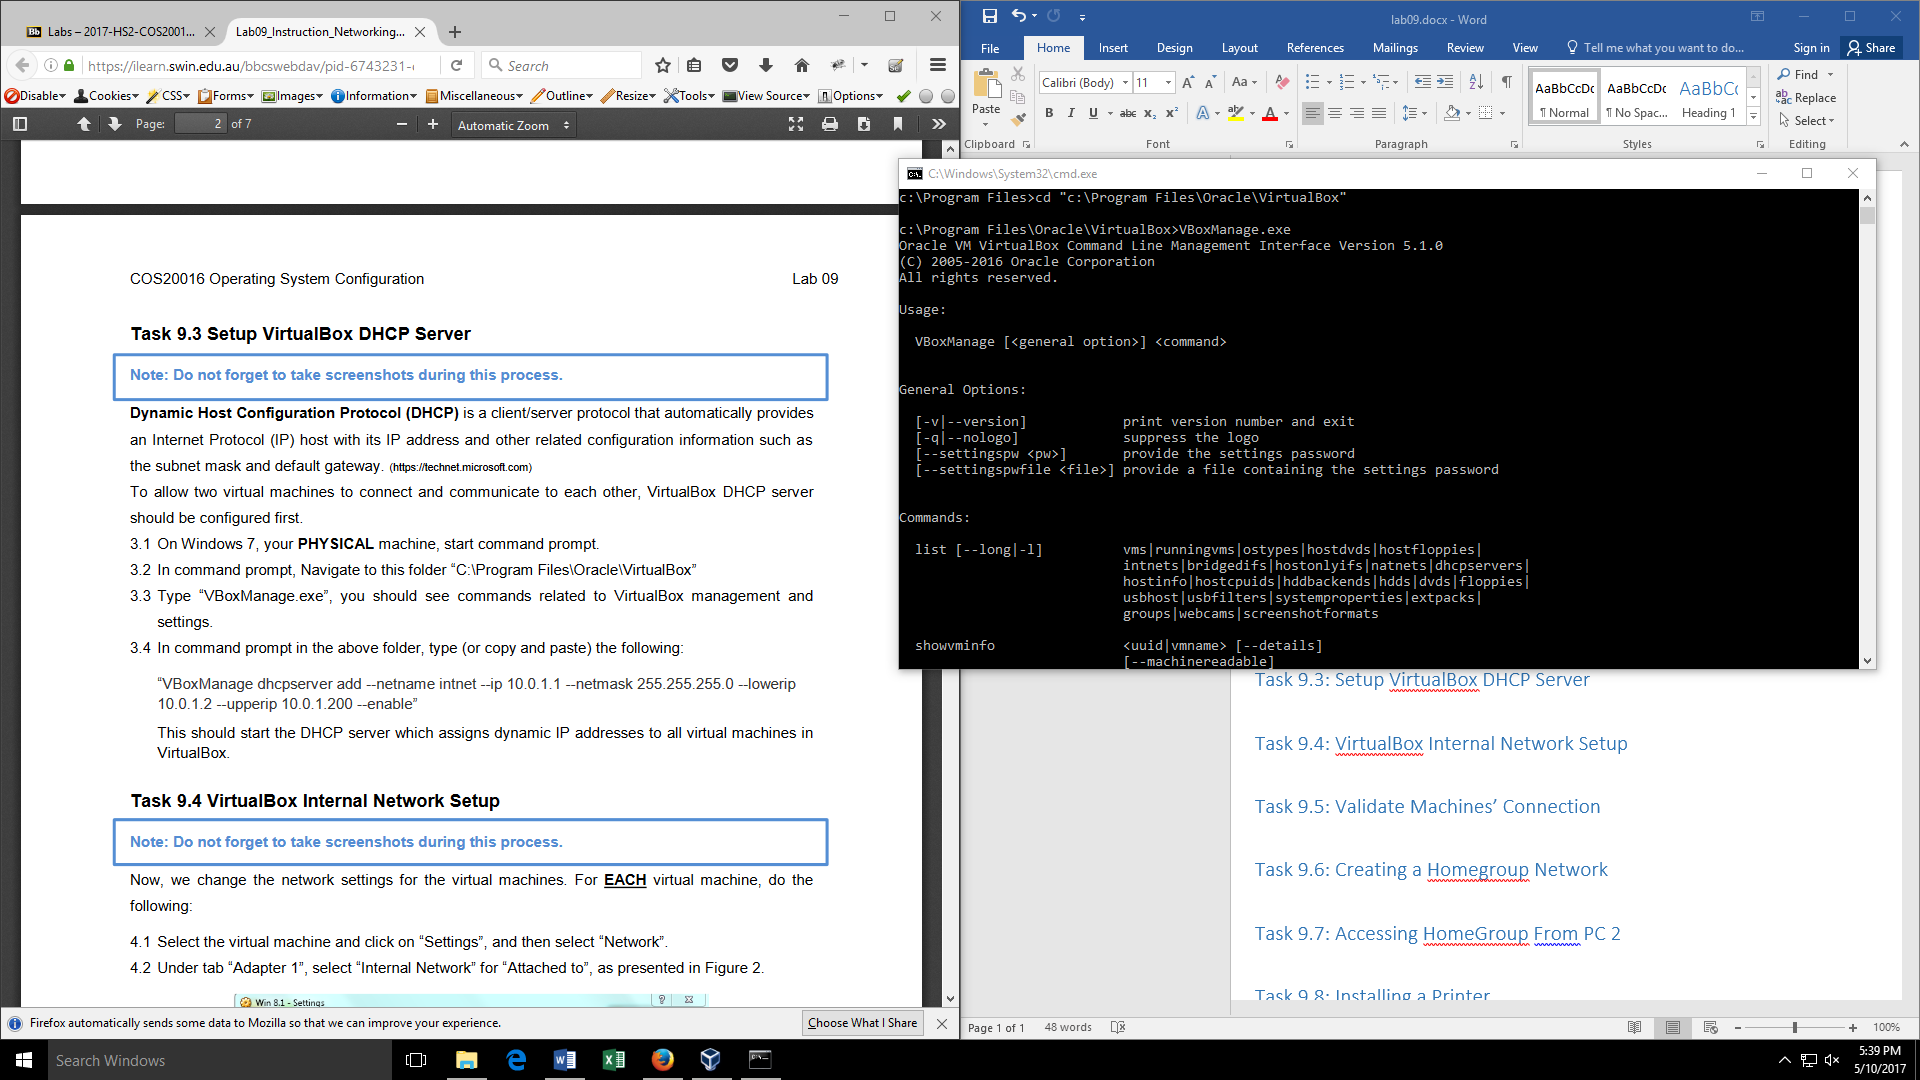 Labs – 2017-HS2-COS2001...
Lab09_Instruction_Networking...
https://ilearn.swin.edu.au/bbcswebdav/pid-6743231-
Search
Disable
Cookies
CSS
Forms
Images
Information
Miscellaneous
Outline
Resize
Tools
View Source
Options
Page:
2
of 7
Automatic Zoom
COS20016 Operating System Configuration
Lab 09
Task 9.3 Setup VirtualBox DHCP Server
Note: Do not forget to take screenshots during this process.
Dynamic Host Configuration Protocol (DHCP) is a client/server protocol that automatically provides
an Internet Protocol (IP) host with its IP address and other related configuration information such as
the subnet mask and default gateway. (https://technet.microsoft.com)
To allow two virtual machines to connect and communicate to each other, VirtualBox DHCP server
should be configured first.
3.1 On Windows 7, your PHYSICAL machine, start command prompt.
3.2 In command prompt, Navigate to this folder “C:\Program Files\Oracle\VirtualBox”
3.3 Type “VBoxManage.exe”, you should see commands related to VirtualBox management and
settings.
3.4 In command prompt in the above folder, type (or copy and paste) the following:
“VBoxManage dhcpserver add --netname intnet --ip 10.0.1.1 --netmask 255.255.255.0 --lowerip
10.0.1.2 --upperip 10.0.1.200 --enable”
This should start the DHCP server which assigns dynamic IP addresses to all virtual machines in
VirtualBox.
Task 9.4 VirtualBox Internal Network Setup
Note: Do not forget to take screenshots during this process.
Now, we change the network settings for the virtual machines. For EACH virtual machine, do the
following:
4.1 Select the virtual machine and click on “Settings”, and then select “Network”.
4.2 Under tab “Adapter 1”, select “Internal Network” for “Attached to”, as presented in Figure 2.
Win 8.1 - Settings
Firefox automatically sends some data to Mozilla so that we can improve your experience.
Choose What I Share
lab09.docx - Word
File
Home
Insert
Design
Layout
References
Mailings
Review
View
Tell me what you want to do...
Sign in
Share
Paste
Clipboard
Calibri (Body)
11
Font
Paragraph
AaBbCcDc
¶ Normal
AaBbCcDc
¶ No Spac...
AaBbCc
Heading 1
Styles
Find
Replace
Select
Editing
C:\Windows\System32\cmd.exe
c:\Program Files>cd "c:\Program Files\Oracle\VirtualBox"
c:\Program Files\Oracle\VirtualBox>VBoxManage.exe
Oracle VM VirtualBox Command Line Management Interface Version 5.1.0
(C) 2005-2016 Oracle Corporation
All rights reserved.
Usage:
VBoxManage [<general option>] <command>
General Options:
[-v|--version] print version number and exit
[-q|--nologo] suppress the logo
[--settingspw <pw>] provide the settings password
[--settingspwfile <file>] provide a file containing the settings password
Commands:
list [--long|-l] vms|runningvms|ostypes|hostdvds|hostfloppies|
intnets|bridgedifs|hostonlyifs|natnets|dhcpservers|
hostinfo|hostcpuids|hddbackends|hdds|dvds|floppies|
usbhost|usbfilters|systemproperties|extpacks|
groups|webcams|screenshotformats
showvminfo <uuid|vmname> [--details]
[--machinereadable]
Task 9.3: Setup VirtualBox DHCP Server
Task 9.4: VirtualBox Internal Network Setup
Task 9.5: Validate Machines’ Connection
Task 9.6: Creating a Homegroup Network
Task 9.7: Accessing HomeGroup From PC 2
Task 9.8: Installing a Printer
Page 1 of 1
48 words
100%
Search Windows
5:39 PM
5/10/2017